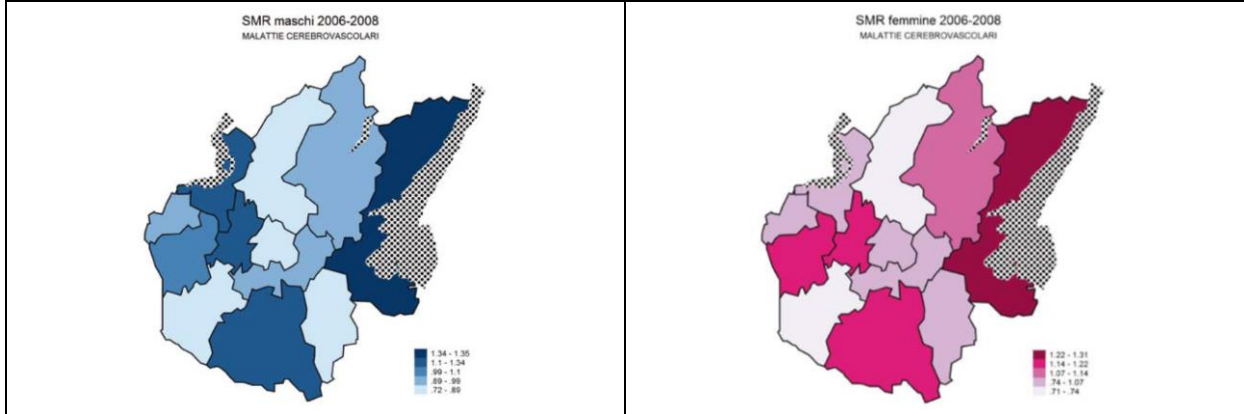 SMR maschi 2006-2008
MALATTIE CEREBROVASCOLARI
1.34 - 1.35
1.1 - 1.34
.99 - 1.1
.89 - .99
.72 - .89
SMR femmine 2006-2008
MALATTIE CEREBROVASCOLARI
1.22 - 1.31
1.14 - 1.22
1.07 - 1.14
.74 - 1.07
.71 - .74